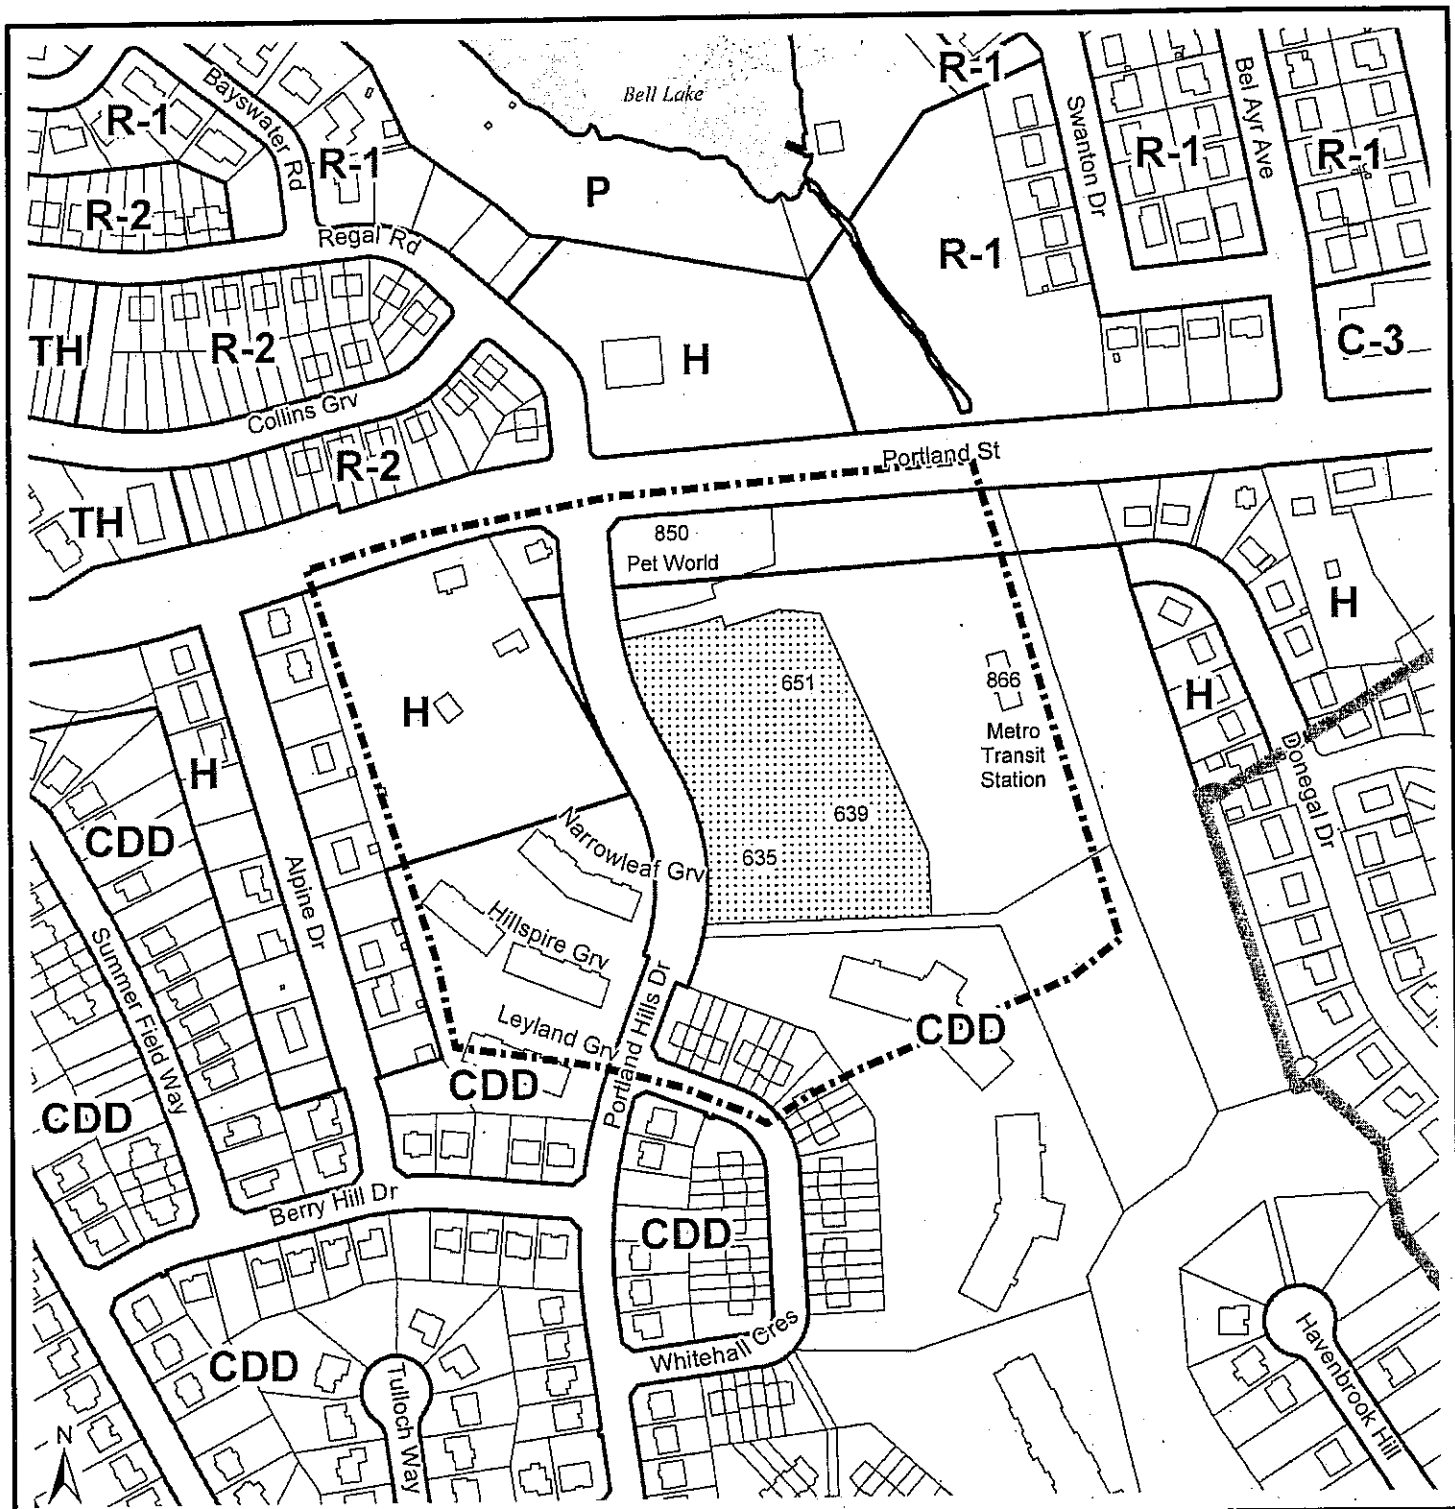 Bell Lake
R-1
Bayswater Rd
R-1
R-1
R-2
P
Swanton Dr
Bel Ayr Ave
R-1
R-1
Regal Rd
R-1
TH
R-2
H
C-3
Collins Grv
R-2
Portland St
TH
850
Pet World
H
651
866
Metro
Transit
Station
H
H
H
CDD
Alpine Dr
Narrowleaf Grv
639
635
Donegal Dr
Hillspire Grv
Summer Field Way
Leyland Grv
Portland Hills Dr
CDD
CDD
CDD
Berry Hill Dr
CDD
CDD
Whitehall Cres
Tulloch Way
Havenbrook Hill
N